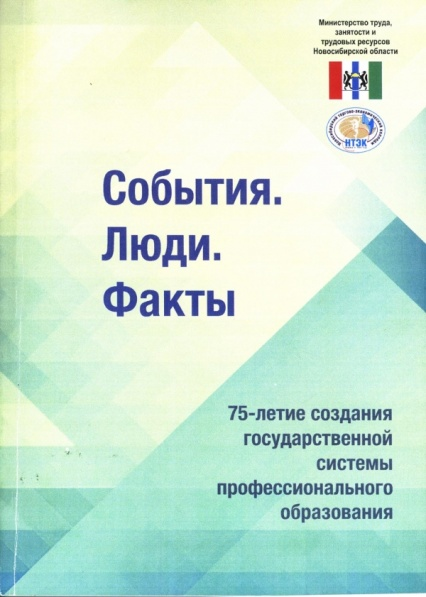 Министерство труда,
занятости и
трудовых ресурсов
Новосибирской области
НТЭК
События.
Люди.
Факты
75-летие создания
государственной
системы
профессионального
образования